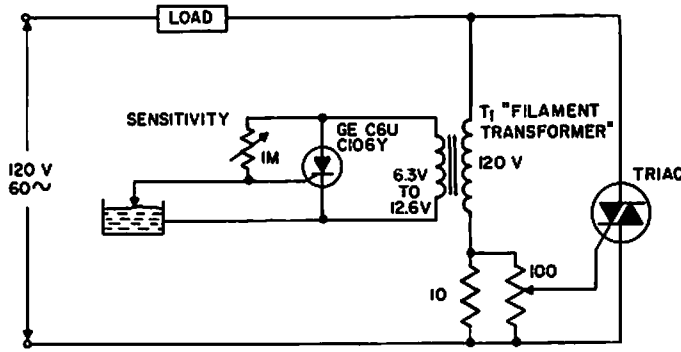 LOAD
SENSITIVITY
1M
GE C6U
C106Y
6.3V
TO
12.6V
T1 "FILAMENT
TRANSFORMER"
120 V
120 V
60~
TRIAC
10
100